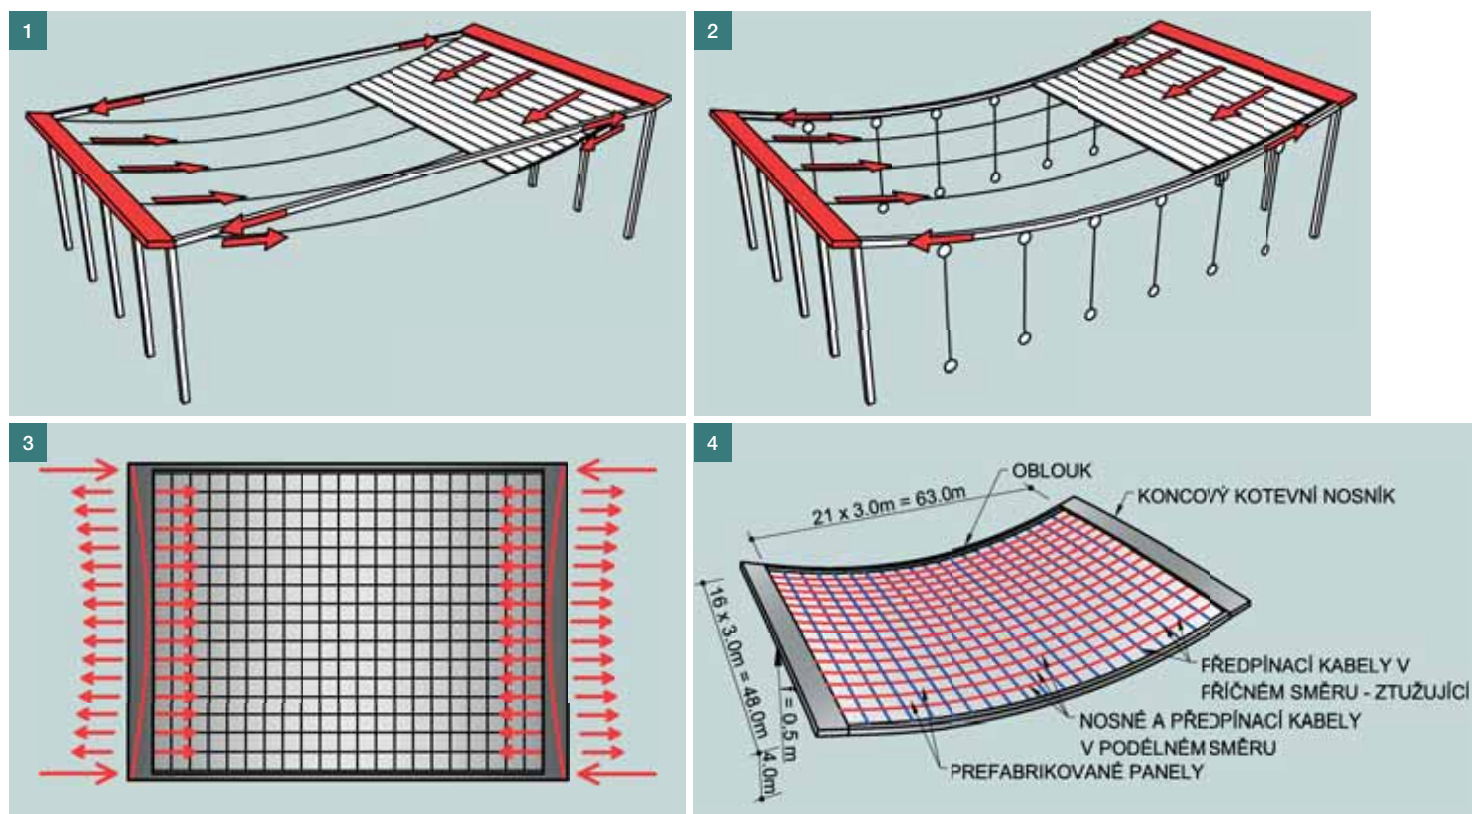 1
2
3
4
OBLOUK
KONCOVÝ KOTEVNÍ NOSNÍK
21 x 3.0m = 63.0m
16 x 3.0m = 48.0m
f = 0,5 m
4.0m
PŘEDPÍNACÍ KABELY V
PŘÍČNÉM SMĚRU - ZTUŽUJÍCÍ
NOSNÉ A PŘEDPÍNACÍ KABELY
V PODÉLNÉM SMĚRU
PREFABRIKOVANÉ PANELY